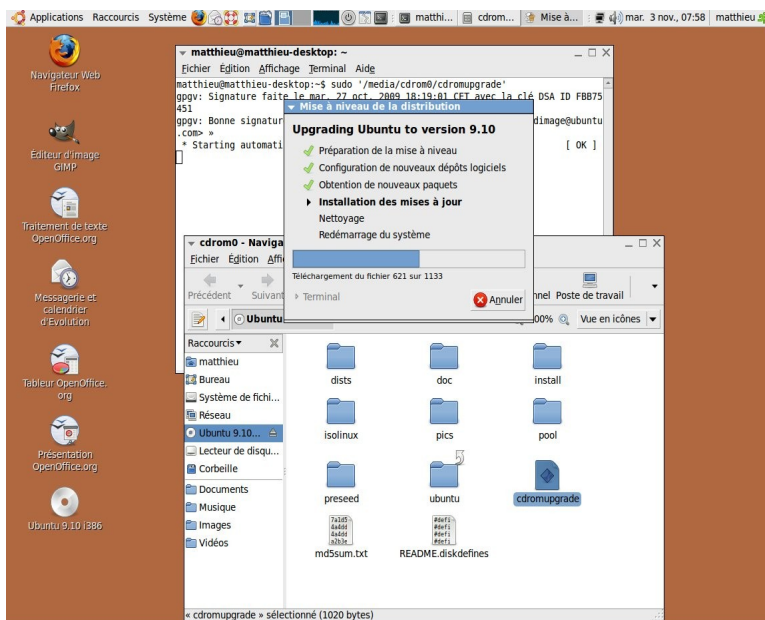 Applications Raccourcis Système matthi... cdrom... Mise à... mar. 3 nov., 07:58 matthieu
Navigateur Web
Firefox
Editeur d'image
GIMP
Traitement de texte
OpenOffice.org
Messagerie et
calendrier
d'Evolution
Tableur OpenOffice.
org
Présentation
OpenOffice.org
Ubuntu 9.10 i386
matthieu@matthieu-desktop: ~
Fichier Édition Affichage Terminal Aide
matthieu@matthieu-desktop:~$ sudo '/media/cdrom0/cdromupgrade'
gpgv: Signature faite le mar. 27 oct. 2009 18:19:01 CET avec la clé DSA ID FBB75
451
gpgv: Bonne signatur dimage@ubuntu
.com> »
* Starting automati [ OK ]
Mise à niveau de la distribution
Upgrading Ubuntu to version 9.10
Préparation de la mise à niveau
Configuration de nouveaux dépôts logiciels
Obtention de nouveaux paquets
Installation des mises à jour
Nettoyage
Redémarrage du système
Téléchargement du fichier 621 sur 1133
Terminal
Annuler
cdrom0 - Naviga
Fichier Édition Affi
Précédent Suivant nnel Poste de travail
Ubuntu 00% Vue en icônes
Raccourcis
matthieu
Bureau
Système de fichi...
Réseau
Ubuntu 9.10...
Lecteur de disqu...
Corbeille
Documents
Musique
Images
Vidéos
dists doc install
isolinux pics pool
preseed ubuntu cdromupgrade
7a1d5
4a4dd
4a4dd
a2b3e
#defi
#defi
#defi
#defi
md5sum.txt README.diskdefines
« cdromupgrade » sélectionné (1020 bytes)